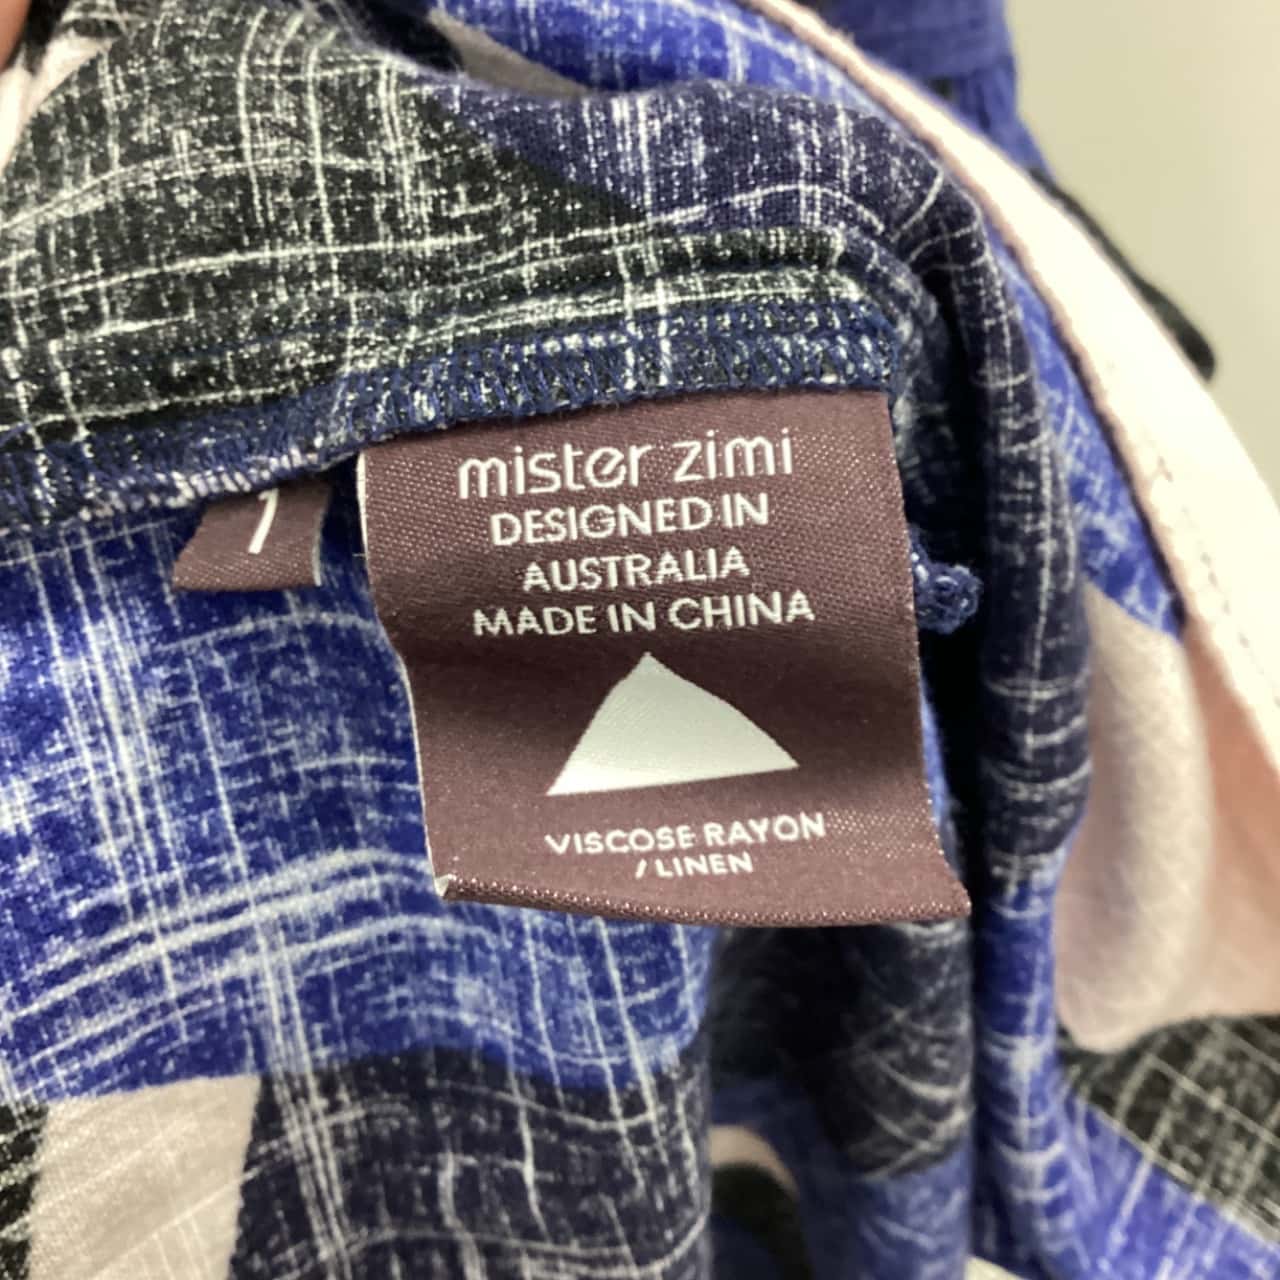 mister zimi
DESIGNED IN
AUSTRALIA
MADE IN CHINA
VISCOSE RAYON
/ LINEN